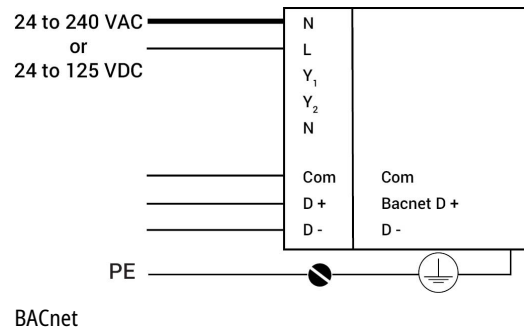 24 to 240 VAC
or
24 to 125 VDC
N
L
Y1
Y2
N
Com Com
D + Bacnet D +
D - D -
PE
BACnet